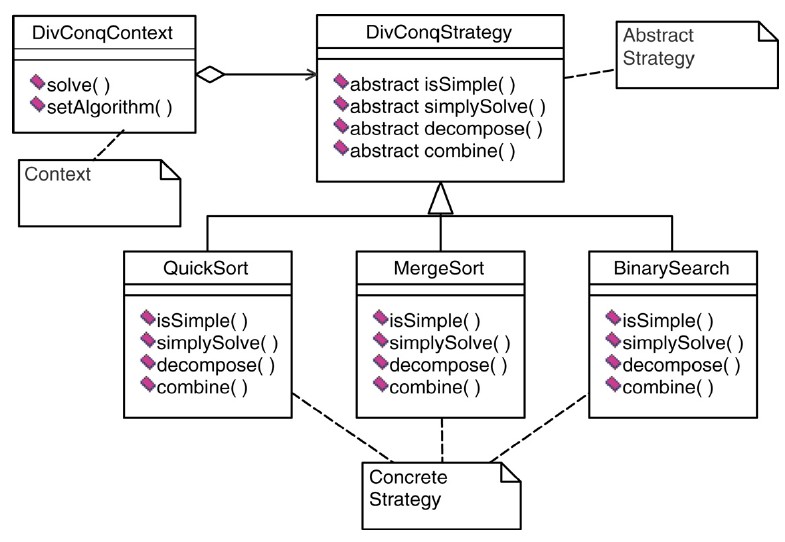 DivConqContext
solve( )
setAlgorithm( )
Context
DivConqStrategy
abstract isSimple( )
abstract simplySolve( )
abstract decompose( )
abstract combine( )
Abstract
Strategy
QuickSort
isSimple( )
simplySolve( )
decompose( )
combine( )
MergeSort
isSimple( )
simplySolve( )
decompose( )
combine( )
BinarySearch
isSimple( )
simplySolve( )
decompose( )
combine( )
Concrete
Strategy